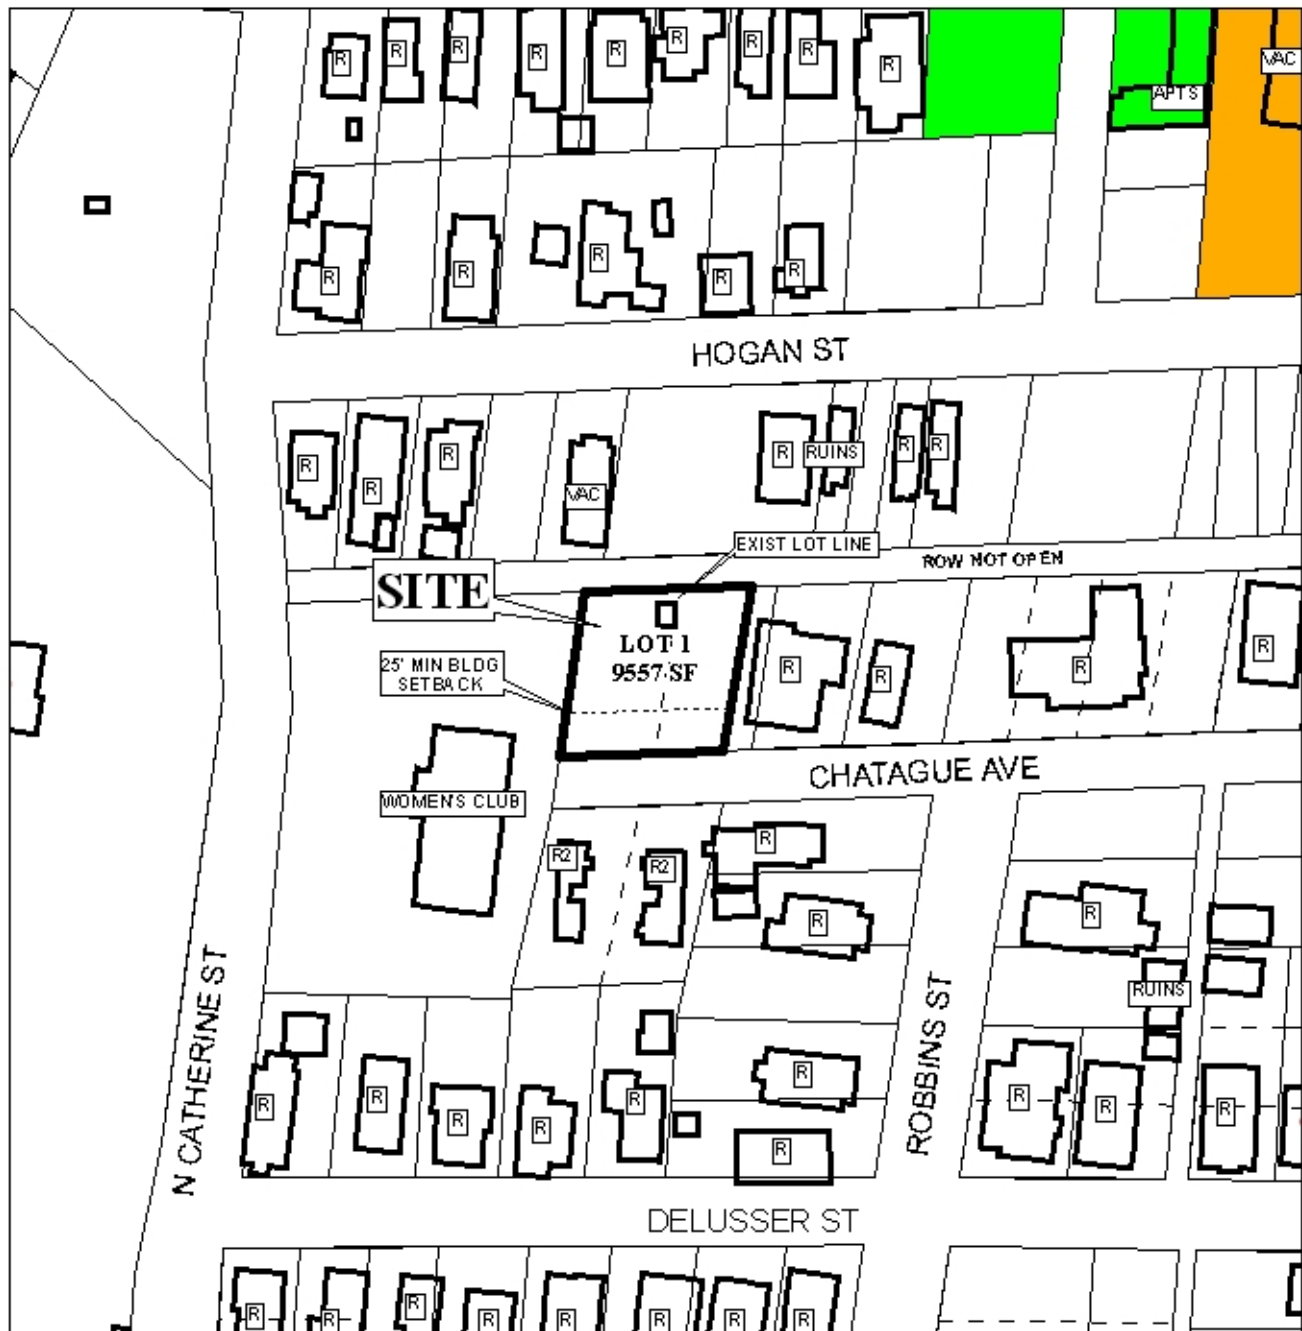 R
R
R
R
R
R
R
R
R
VAC
APTS
R
R
R
R
R
HOGAN ST
R
R
R
VAC
R
RUINS
R
R
EXIST LOT LINE
ROW NOT OPEN
SITE
LOT 1
9557 SF
25' MIN BLDG
SETBACK
R
R
R
R
CHATAGUE AVE
WOMEN'S CLUB
R2
R2
R
R
R
RUINS
N CATHERINE ST
ROBBINS ST
R
R
R
R
R
R
R
R
R
R
DELUSSER ST
R
R
R
R
R
R
R
R